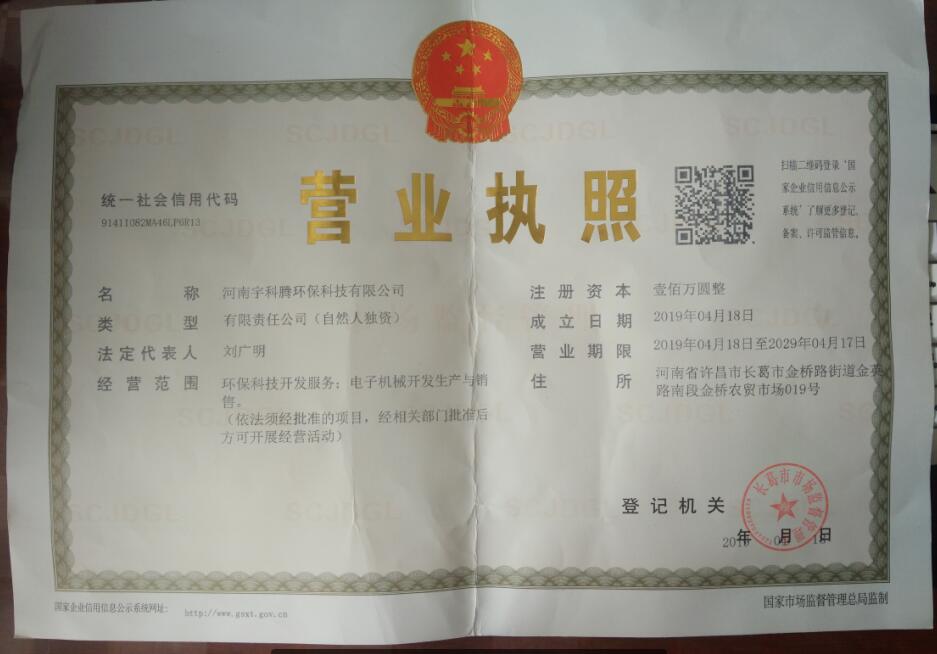 营业执照
统一社会信用代码
91411082MA46LP6R13
扫描二维码登录‘国
家企业信用信息公示
系统’了解更多登记、
备案、许可监管信息。
名称 河南宇科腾环保科技有限公司
类型 有限责任公司（自然人独资）
法定代表人 刘广明
经营范围 环保科技开发服务；电子机械开发生产与销
售。
（依法须经批准的项目，经相关部门批准后
方可开展经营活动）
注册资本 壹佰万圆整
成立日期 2019年04月18日
营业期限 2019年04月18日至2029年04月17日
住所 河南省许昌市长葛市金桥路街道金英
路南段金桥农贸市场019号
登记机关
长葛市市场监督管理
年 月 日
国家企业信用信息公示系统网址： http://www.gsxt.gov.cn
国家市场监督管理总局监制